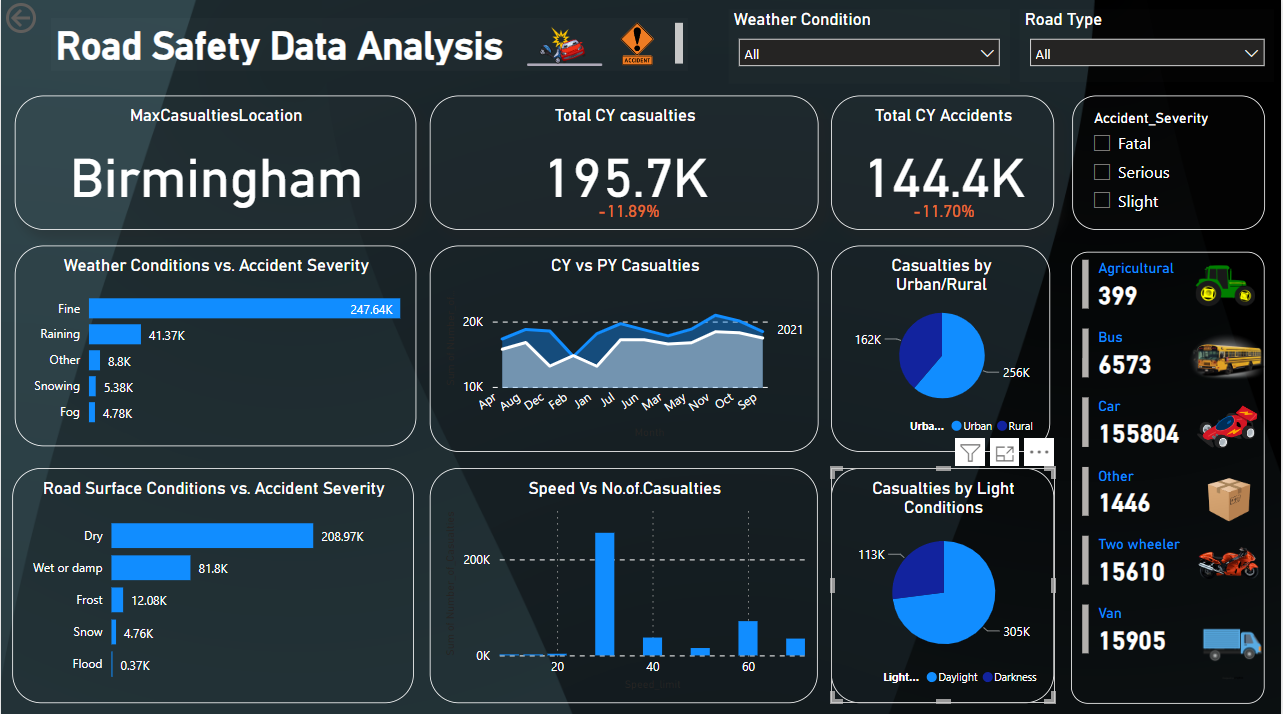 Road Safety Data Analysis
ACCIDENT
Weather Condition
All
Road Type
All
MaxCasualtiesLocation
Birmingham
Total CY casualties
195.7K
-11.89%
Total CY Accidents
144.4K
-11.70%
Accident_Severity
Fatal
Serious
Slight
Weather Conditions vs. Accident Severity
Fine 247.64K
Raining 41.37K
Other 8.8K
Snowing 5.38K
Fog 4.78K
CY vs PY Casualties
20K
2021
10K
Apr Aug Dec Feb Jan Jul Jun Mar May Nov Oct Sep
Month
Casualties by
Urban/Rural
162K
256K
Urba... Urban Rural
Agricultural
399
Bus
6573
Car
155804
Other
1446
Two wheeler
15610
Van
15905
Road Surface Conditions vs. Accident Severity
Dry 208.97K
Wet or damp 81.8K
Frost 12.08K
Snow 4.76K
Flood 0.37K
Speed Vs No.of.Casualties
200K
0K
20 40 60
Speed limit
Casualties by Light
Conditions
113K
305K
Light... Daylight Darkness